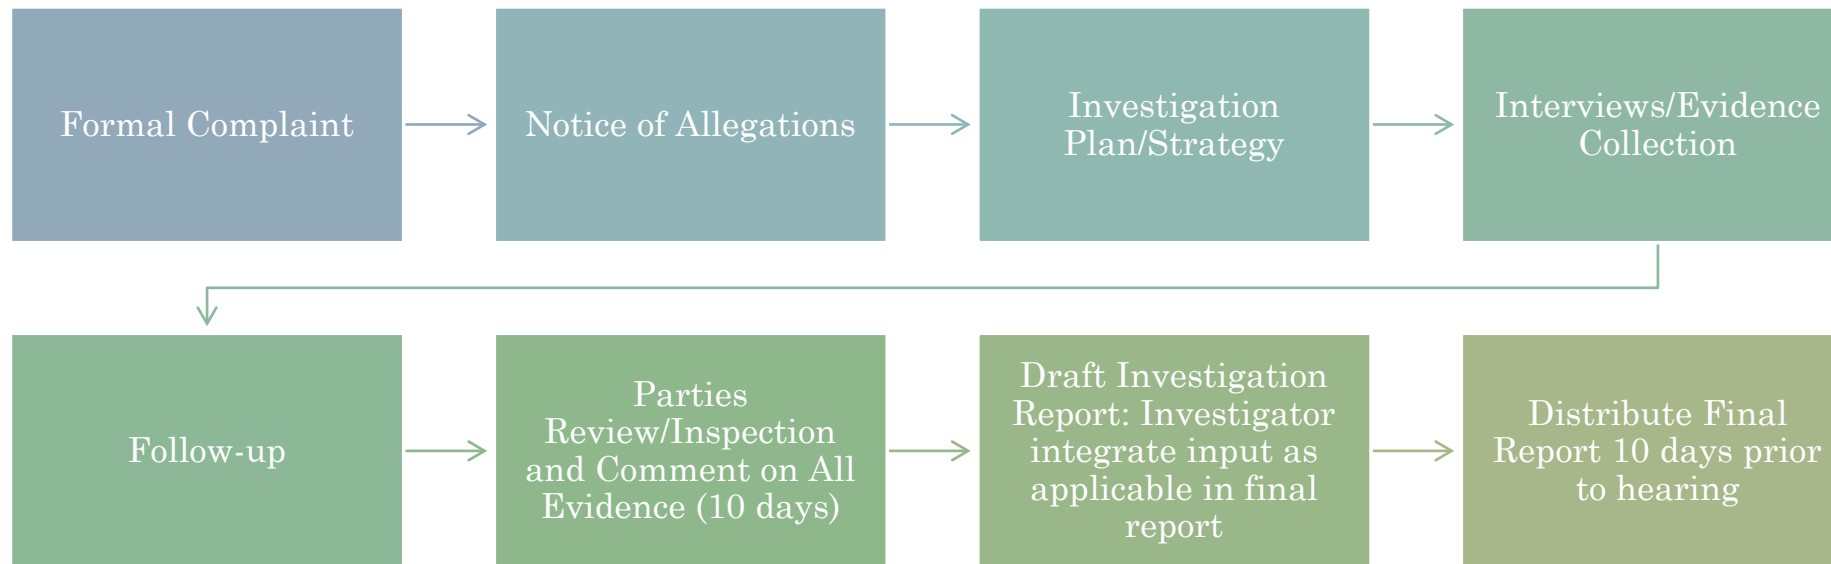 Formal Complaint
Notice of Allegations
Investigation
Plan/Strategy
Interviews/Evidence
Collection
Follow-up
Parties
Review/Inspection
and Comment on All
Evidence (10 days)
Draft Investigation
Report: Investigator
integrate input as
applicable in final
report
Distribute Final
Report 10 days prior
to hearing